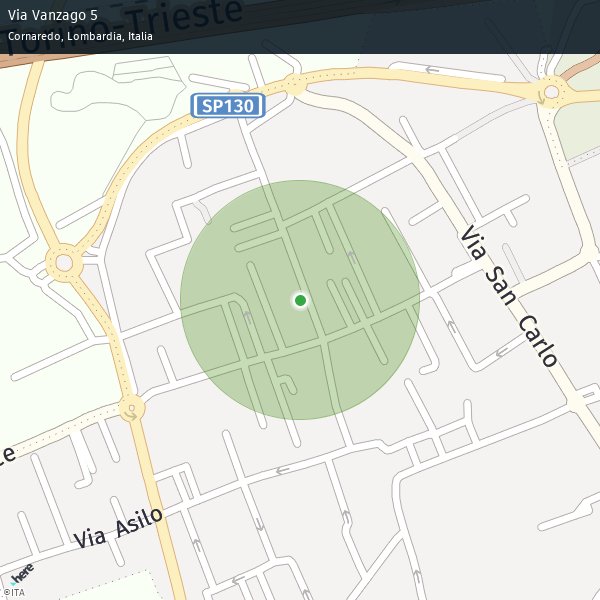 Via Vanzago 5
Cornaredo, Lombardia, Italia
Torino-Trieste
SP130
Via San Carlo
Via Asilo
here
©ITA